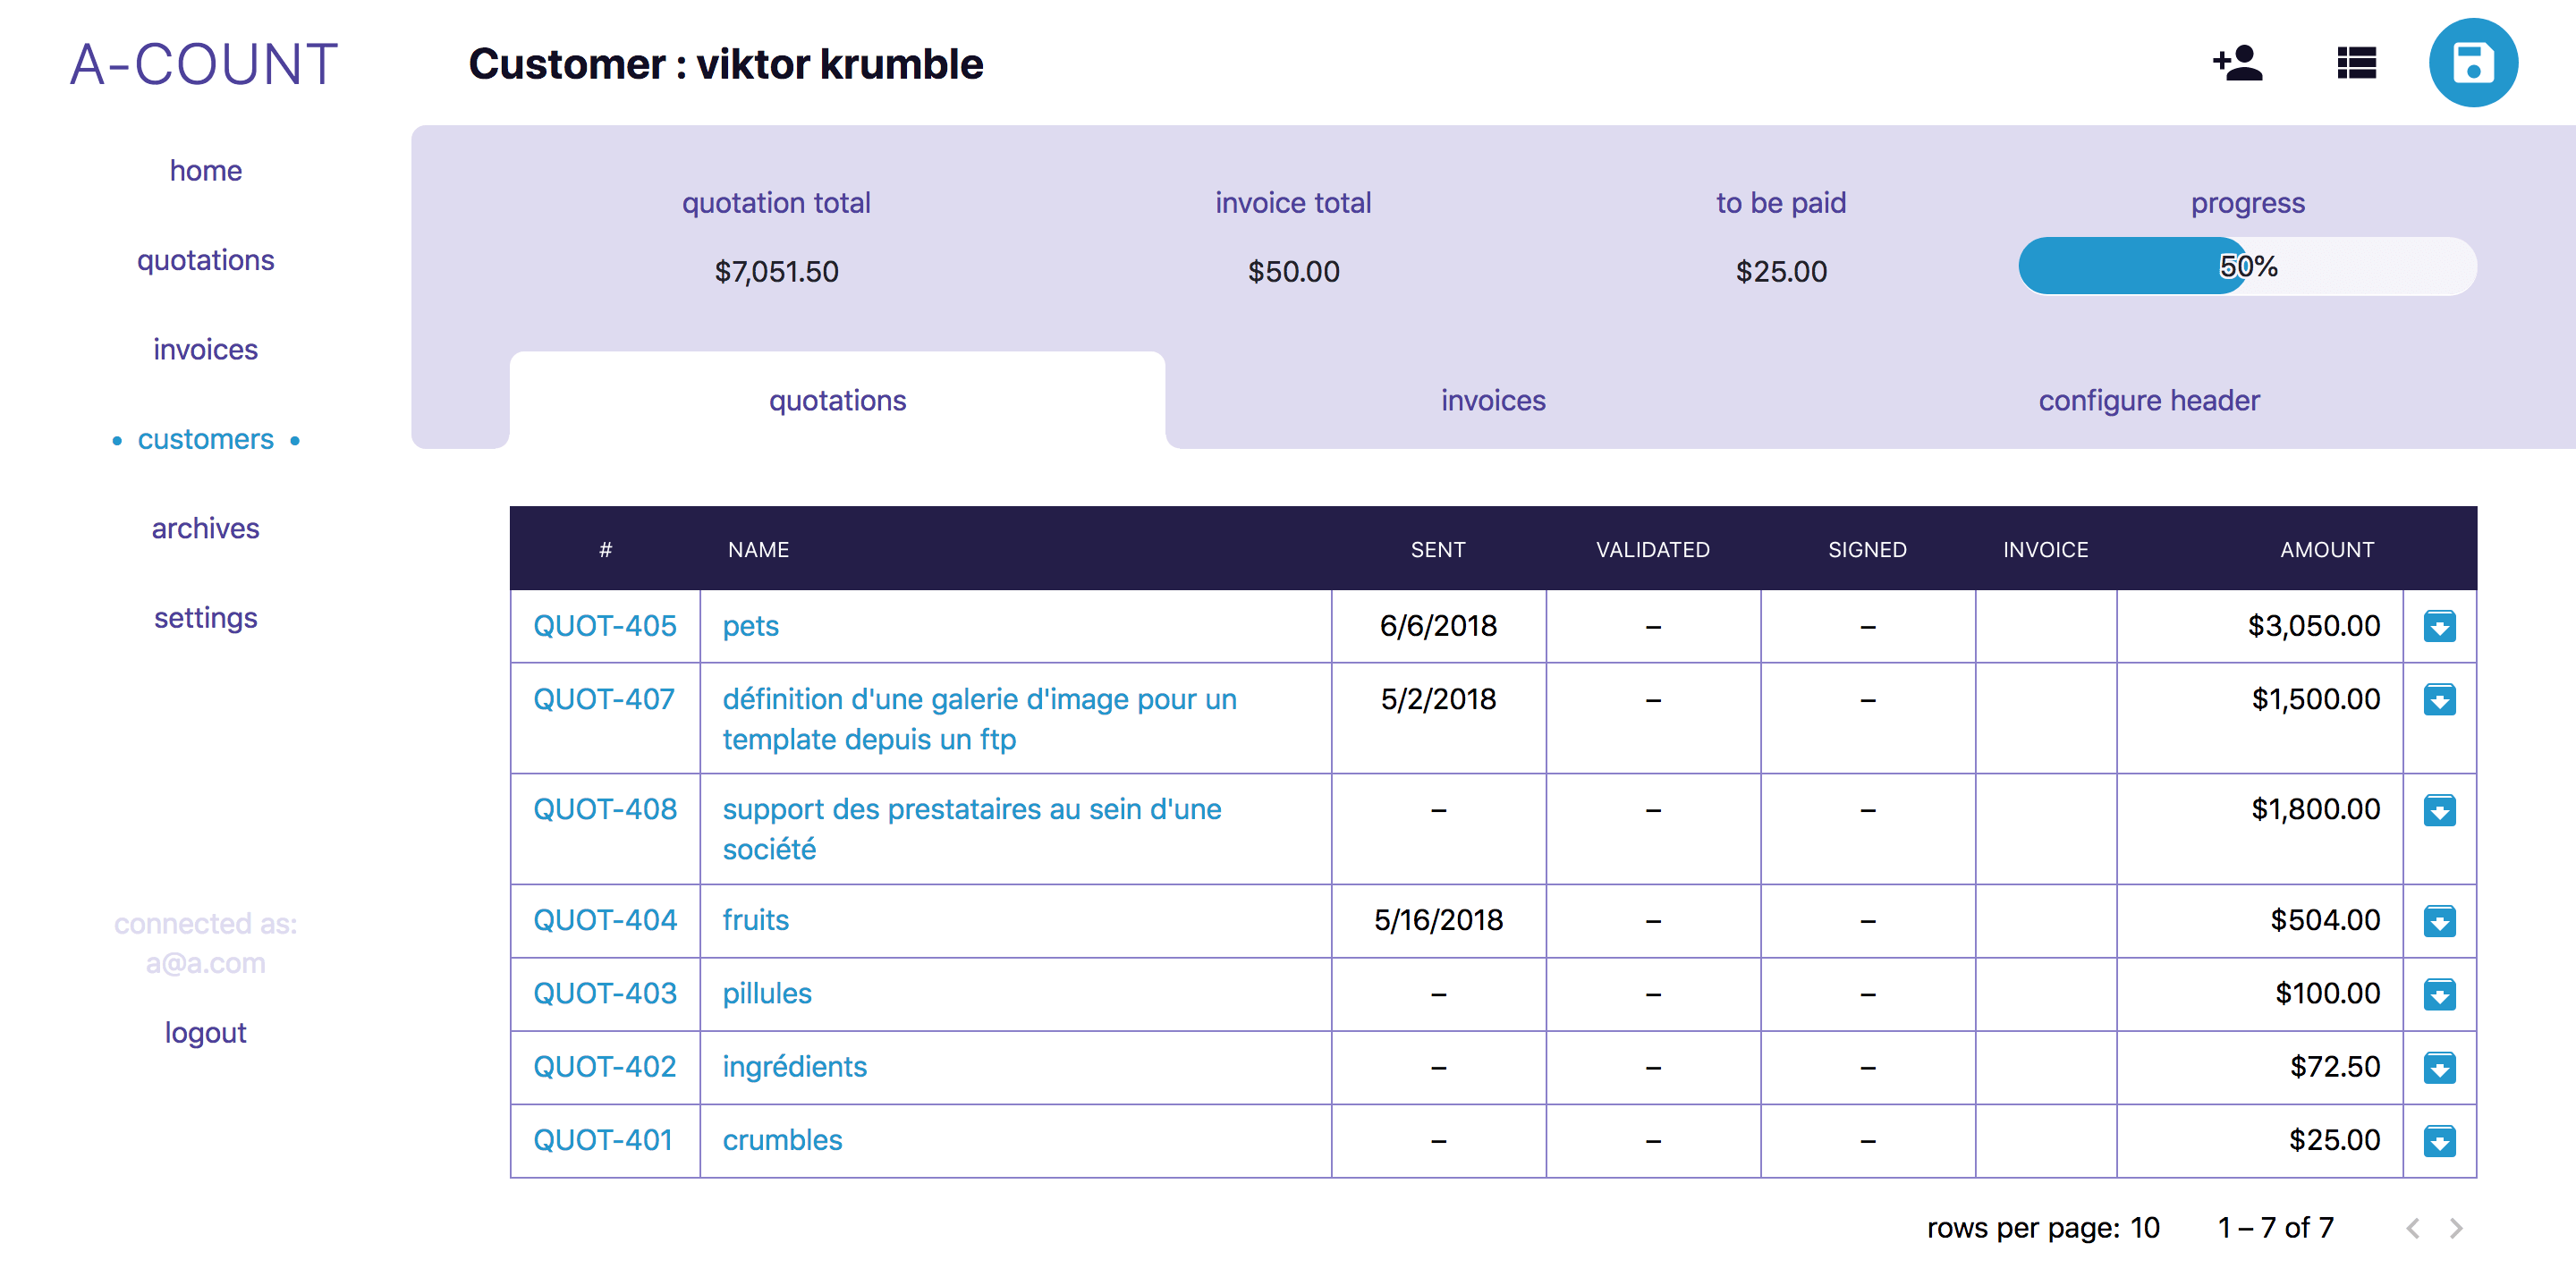 A-COUNT
Customer : viktor krumble
home
quotations
invoices
• customers •
archives
settings
connected as:
a@a.com
logout
quotation total
invoice total
to be paid
progress
$7,051.50
$50.00
$25.00
50%
quotations
invoices
configure header
# NAME SENT VALIDATED SIGNED INVOICE AMOUNT
QUOT-405 pets 6/6/2018 – – $3,050.00
QUOT-407 définition d'une galerie d'image pour un 5/2/2018 – – $1,500.00
template depuis un ftp
QUOT-408 support des prestataires au sein d'une – – – $1,800.00
société
QUOT-404 fruits 5/16/2018 – – $504.00
QUOT-403 pillules – – – $100.00
QUOT-402 ingrédients – – – $72.50
QUOT-401 crumbles – – – $25.00
rows per page: 10 1 – 7 of 7